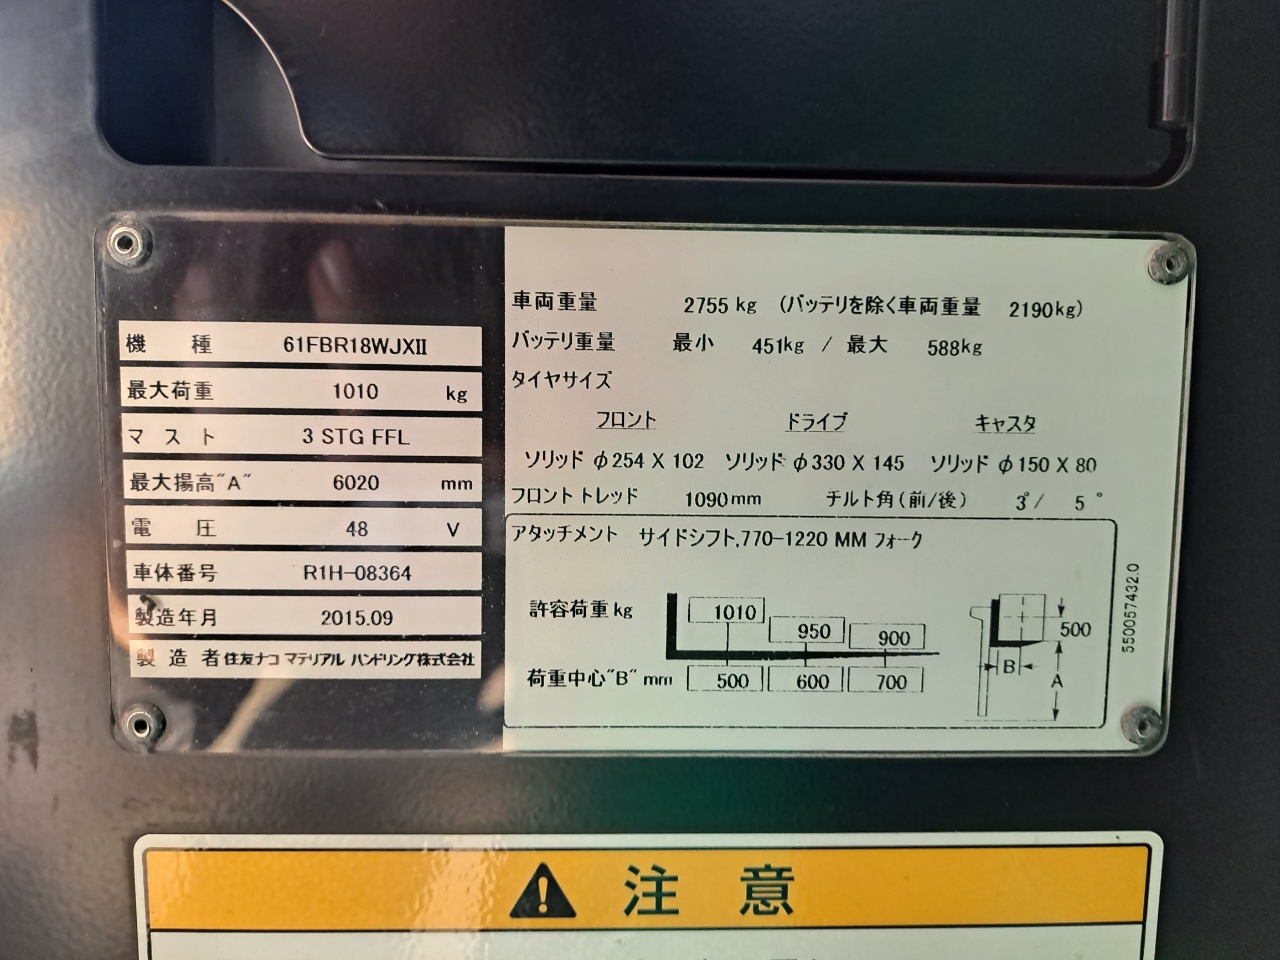 機種 61FBR18WJXII
最大荷重 1010 kg
マスト 3 STG FFL
最大揚高"A" 6020 mm
電圧 48 V
車体番号 R1H-08364
製造年月 2015.09
製造者 住友ナコ マテリアル ハンドリング株式会社
車両重量 2755 kg (バッテリを除く車両重量 2190kg)
バッテリ重量 最小 451kg / 最大 588kg
タイヤサイズ
フロント ドライブ キャスタ
ソリッド φ254 X 102 ソリッド φ330 X 145 ソリッド φ150 X 80
フロント トレッド 1090mm チルト角(前/後) 3°/ 5°
アタッチメント サイドシフト,770-1220 MM フォーク
許容荷重 kg 1010 950 900
荷重中心"B" mm 500 600 700
500
B
A
550057432.0
注意